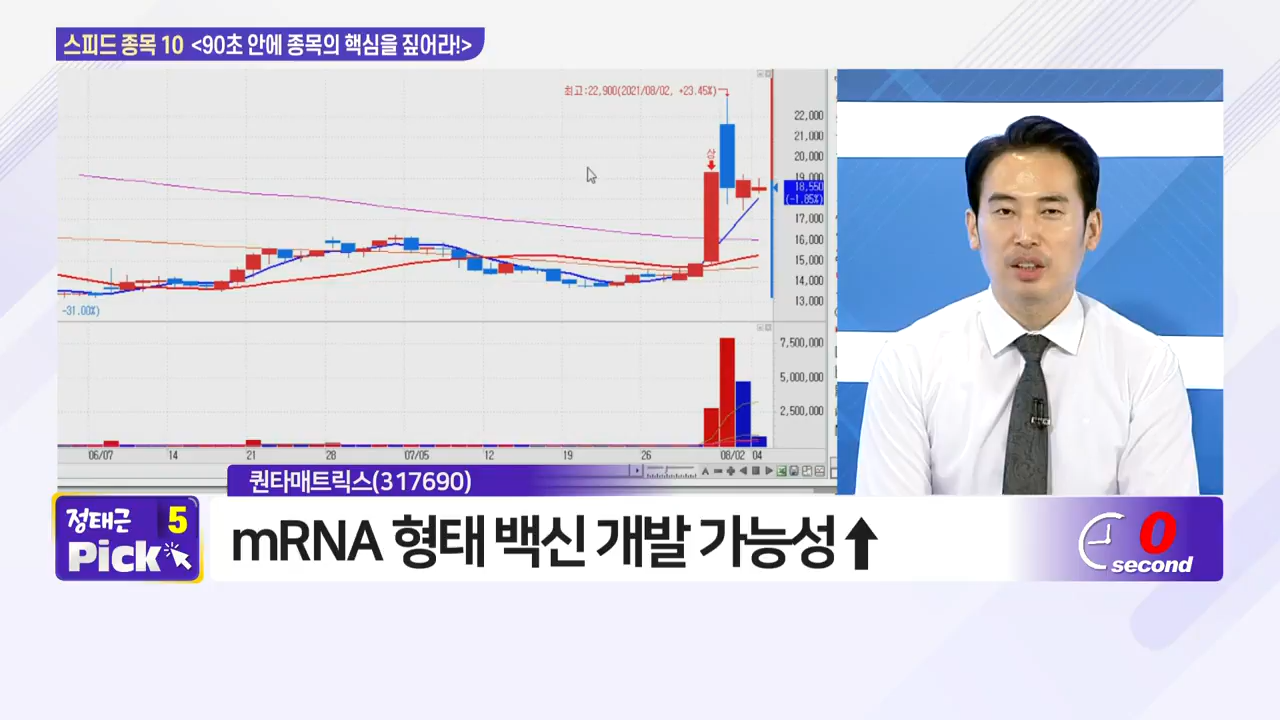 스피드 종목 10 <90초 안에 종목의 핵심을 짚어라!>
최고:22,900(2021/08/02, +23.45%)
상
22,000
21,000
20,000
19,000
18,550
(-1.85%)
17,000
16,000
15,000
14,000
13,000
-31.00%)
7,500,000
5,000,000
2,500,000
06/07 14 21 28 07/05 12 19 26 08/02 04
퀀타매트릭스(317690)
정태근 5
Pick
mRNA 형태 백신 개발 가능성↑
0
second